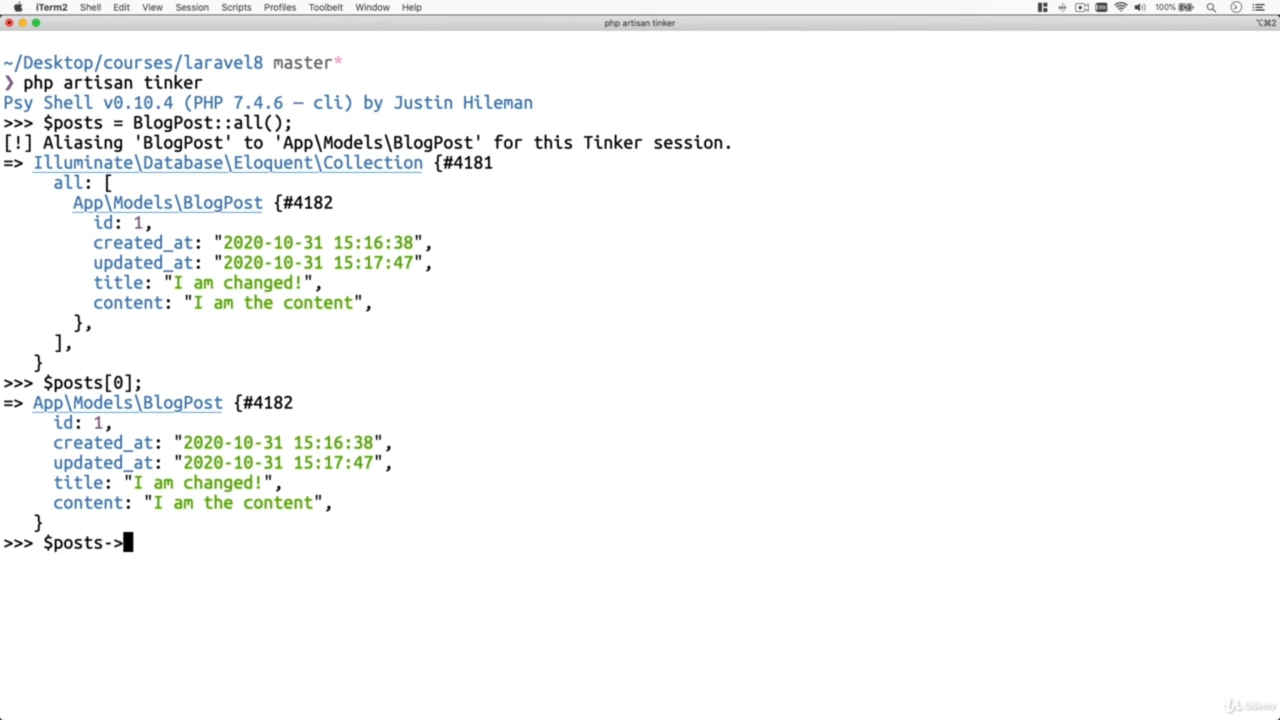 iTerm2 Shell Edit View Session Scripts Profiles Toolbelt Window Help 100%
php artisan tinker ⌥⌘2
~/Desktop/courses/laravel8 master*
❯ php artisan tinker
Psy Shell v0.10.4 (PHP 7.4.6 — cli) by Justin Hileman
>>> $posts = BlogPost::all();
[!] Aliasing 'BlogPost' to 'App\Models\BlogPost' for this Tinker session.
=> Illuminate\Database\Eloquent\Collection {#4181
all: [
App\Models\BlogPost {#4182
id: 1,
created_at: "2020-10-31 15:16:38",
updated_at: "2020-10-31 15:17:47",
title: "I am changed!",
content: "I am the content",
},
],
}
>>> $posts[0];
=> App\Models\BlogPost {#4182
id: 1,
created_at: "2020-10-31 15:16:38",
updated_at: "2020-10-31 15:17:47",
title: "I am changed!",
content: "I am the content",
}
>>> $posts->
Udemy